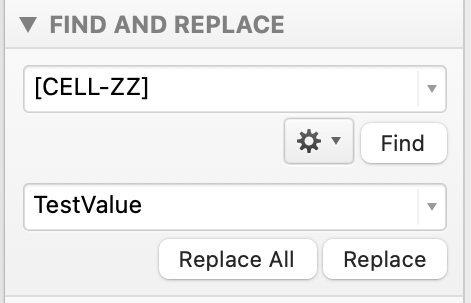 FIND AND REPLACE
[CELL-ZZ]
Find
TestValue
Replace All Replace